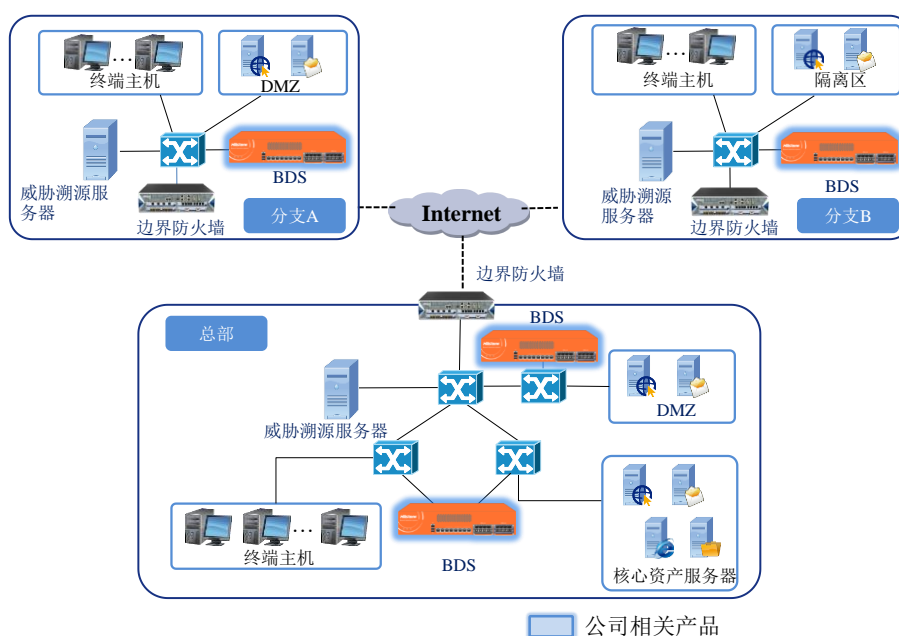 终端主机
DMZ
威胁溯源服
务器
BDS
边界防火墙
分支A
终端主机
隔离区
威胁溯源
服务器
BDS
边界防火墙
分支B
Internet
边界防火墙
总部
BDS
DMZ
威胁溯源服务器
终端主机
BDS
核心资产服务器
公司相关产品